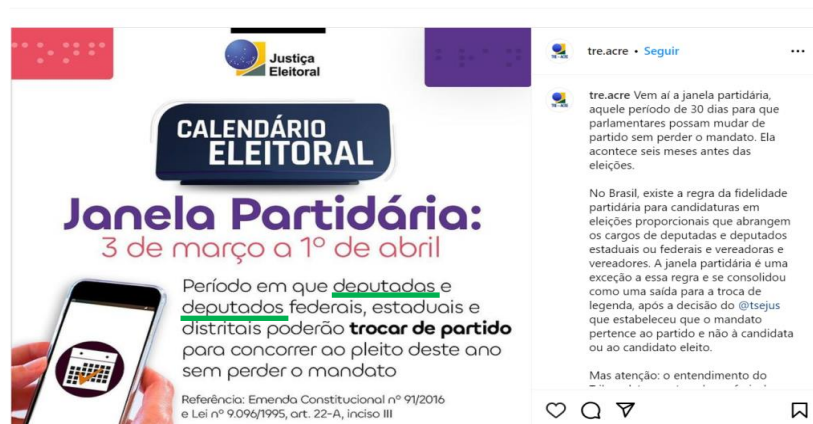 Justiça
Eleitoral
CALENDÁRIO
ELEITORAL
Janela Partidária:
3 de março a 1º de abril
Período em que deputadas e
deputados federais, estaduais e
distritais poderão trocar de partido
para concorrer ao pleito deste ano
sem perder o mandato
Referência: Emenda Constitucional nº 91/2016
e Lei nº 9.096/1995, art. 22-A, inciso III
tre.acre • Seguir
tre.acre Vem aí a janela partidária,
aquele período de 30 dias para que
parlamentares possam mudar de
partido sem perder o mandato. Ela
acontece seis meses antes das
eleições.
No Brasil, existe a regra da fidelidade
partidária para candidaturas em
eleições proporcionais que abrangem
os cargos de deputadas e deputados
estaduais ou federais e vereadoras e
vereadores. A janela partidária é uma
exceção a essa regra e se consolidou
como uma saída para a troca de
legenda, após a decisão do @tsejus
que estabeleceu que o mandato
pertence ao partido e não à candidata
ou ao candidato eleito.
Mas atenção: o entendimento do